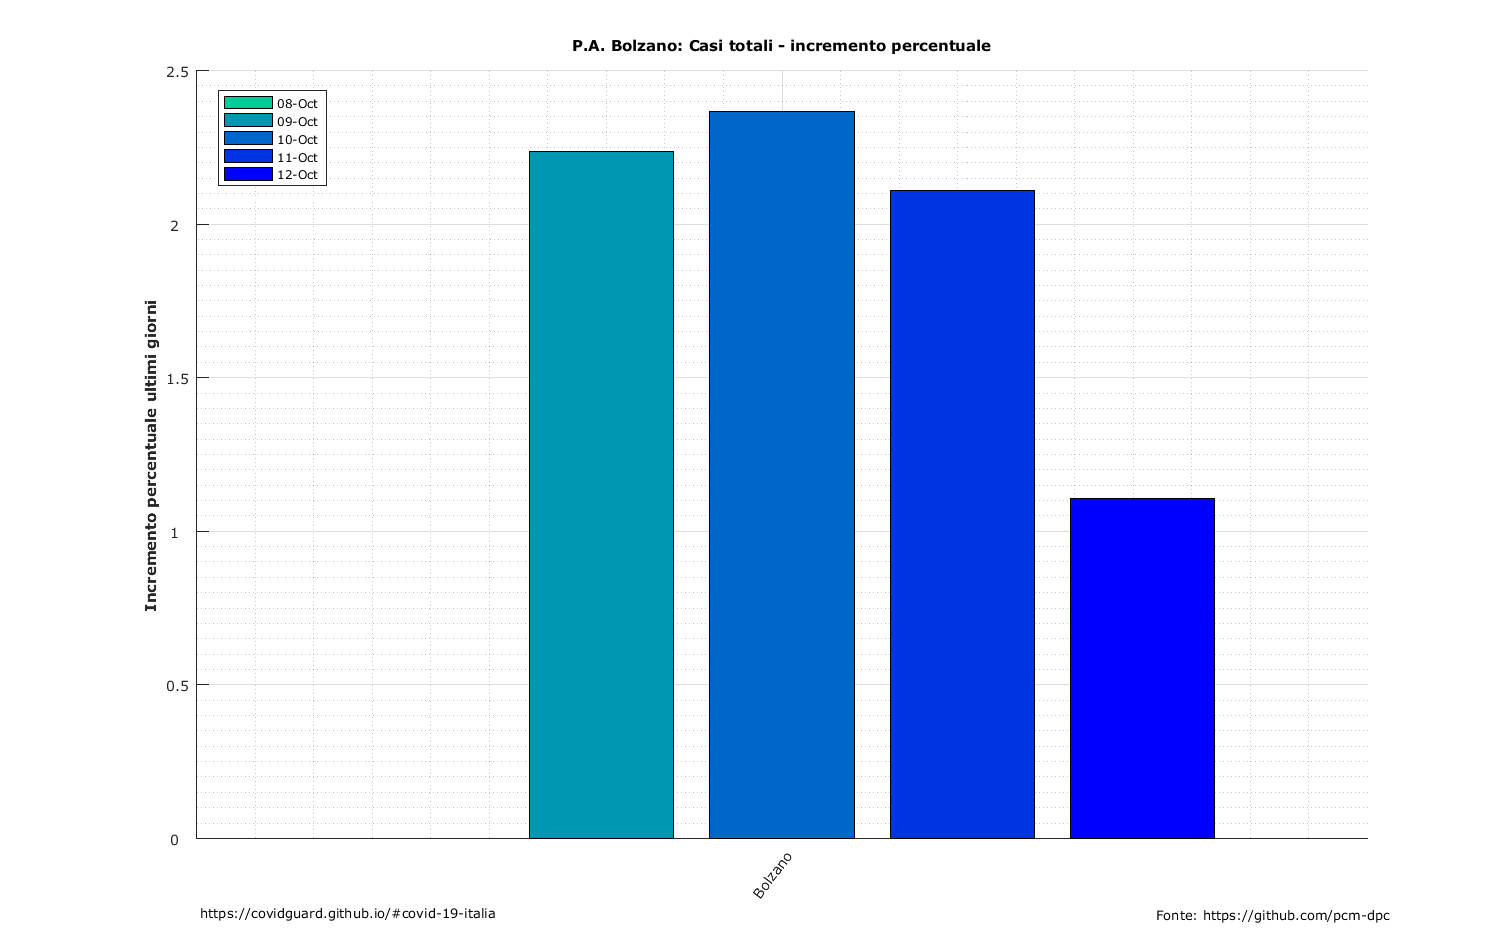 P.A. Bolzano: Casi totali - incremento percentuale
2.5
2
1.5
1
0.5
0
Incremento percentuale ultimi giorni
08-Oct
09-Oct
10-Oct
11-Oct
12-Oct
Bolzano
https://covidguard.github.io/#covid-19-italia
Fonte: https://github.com/pcm-dpc